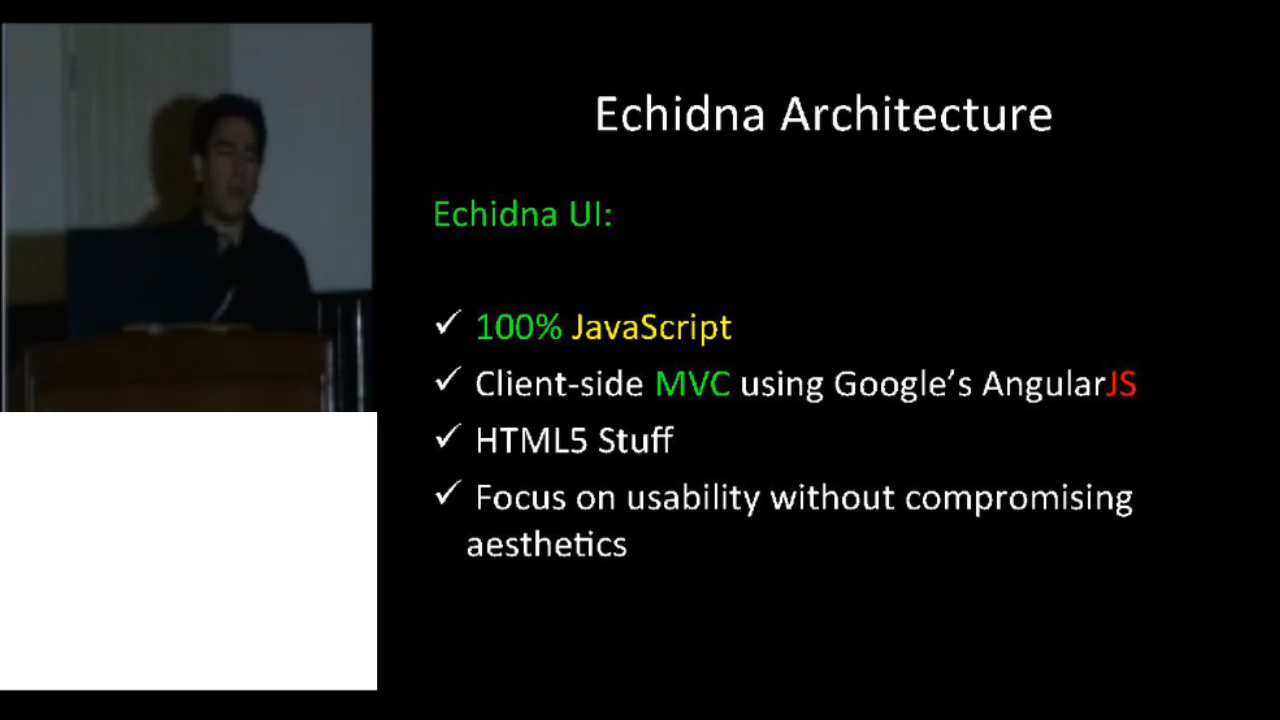 Echidna Architecture
Echidna UI:
✓ 100% JavaScript
✓ Client-side MVC using Google’s AngularJS
✓ HTML5 Stuff
✓ Focus on usability without compromising
aesthetics